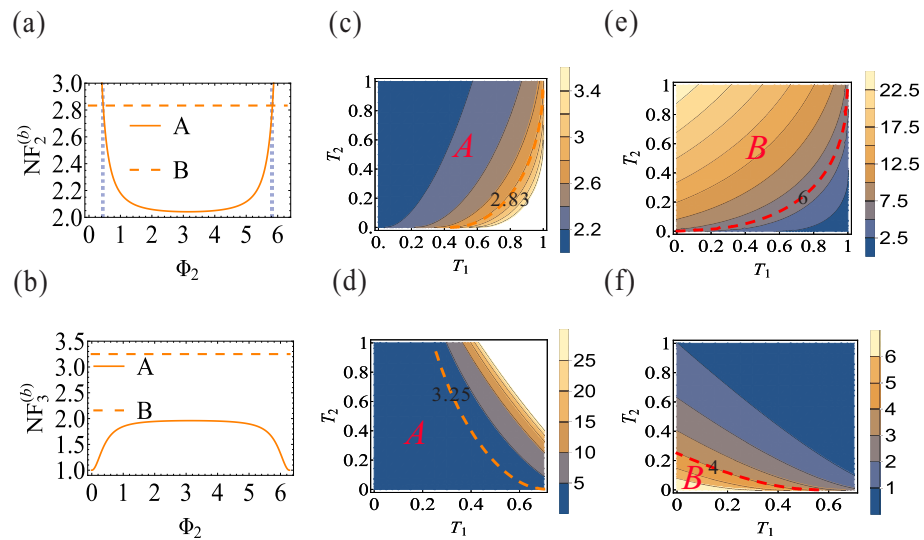 (a)
3.0
2.8
2.6
2.4
2.2
2.0
NF₂⁽ᵇ⁾
A
B
0 1 2 3 4 5 6
Φ₂
(c)
1
0.8
0.6
0.4
0.2
0
T₂
A
2.83
0 0.2 0.4 0.6 0.8 1
T₁
3.4
3
2.6
2.2
(e)
1
0.8
0.6
0.4
0.2
0
T₂
B
6
0 0.2 0.4 0.6 0.8 1
T₁
22.5
17.5
12.5
7.5
2.5
(b)
3.5
3.0
2.5
2.0
1.5
1.0
NF₃⁽ᵇ⁾
A
B
0 1 2 3 4 5 6
Φ₂
(d)
1
0.8
0.6
0.4
0.2
0
T₂
3.25
A
0 0.2 0.4 0.6
T₁
25
20
15
10
5
(f)
1
0.8
0.6
0.4
0.2
0
T₂
B
4
0 0.2 0.4 0.6
T₁
6
5
4
3
2
1